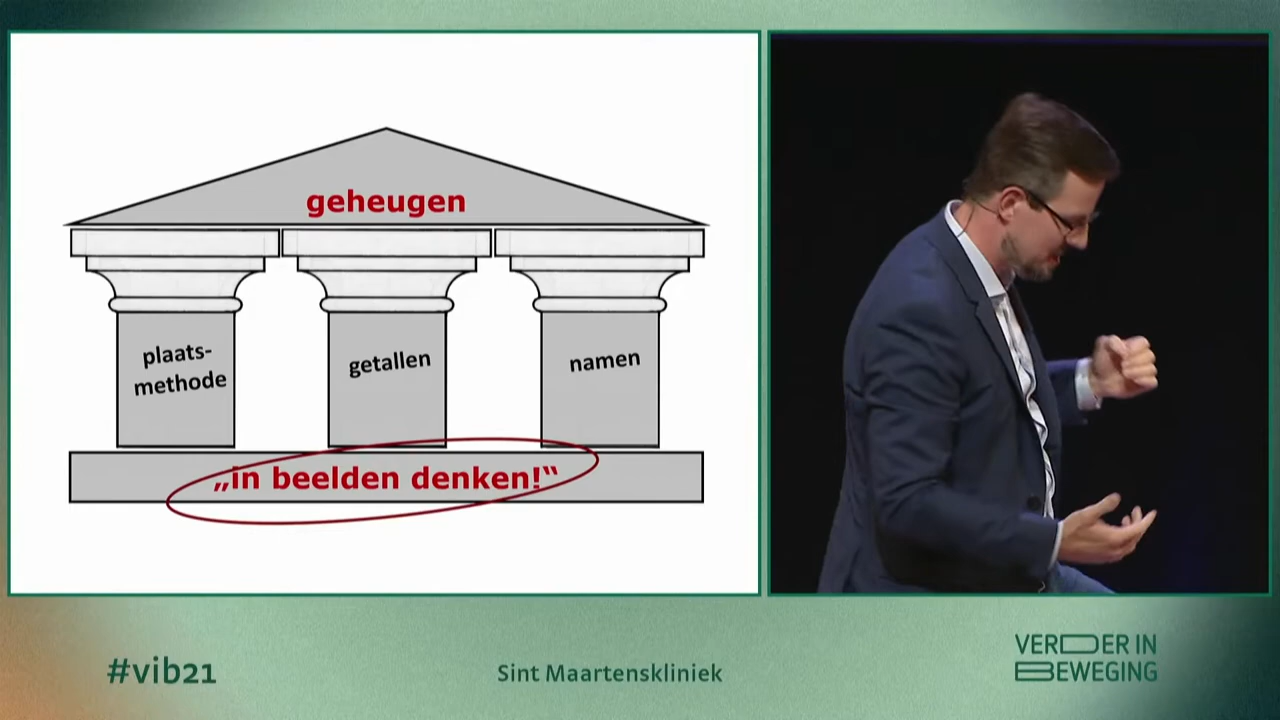 geheugen
plaats-
methode
getallen
namen
„in beelden denken!“
#vib21
Sint Maartenskliniek
VERDER IN
BEWEGING